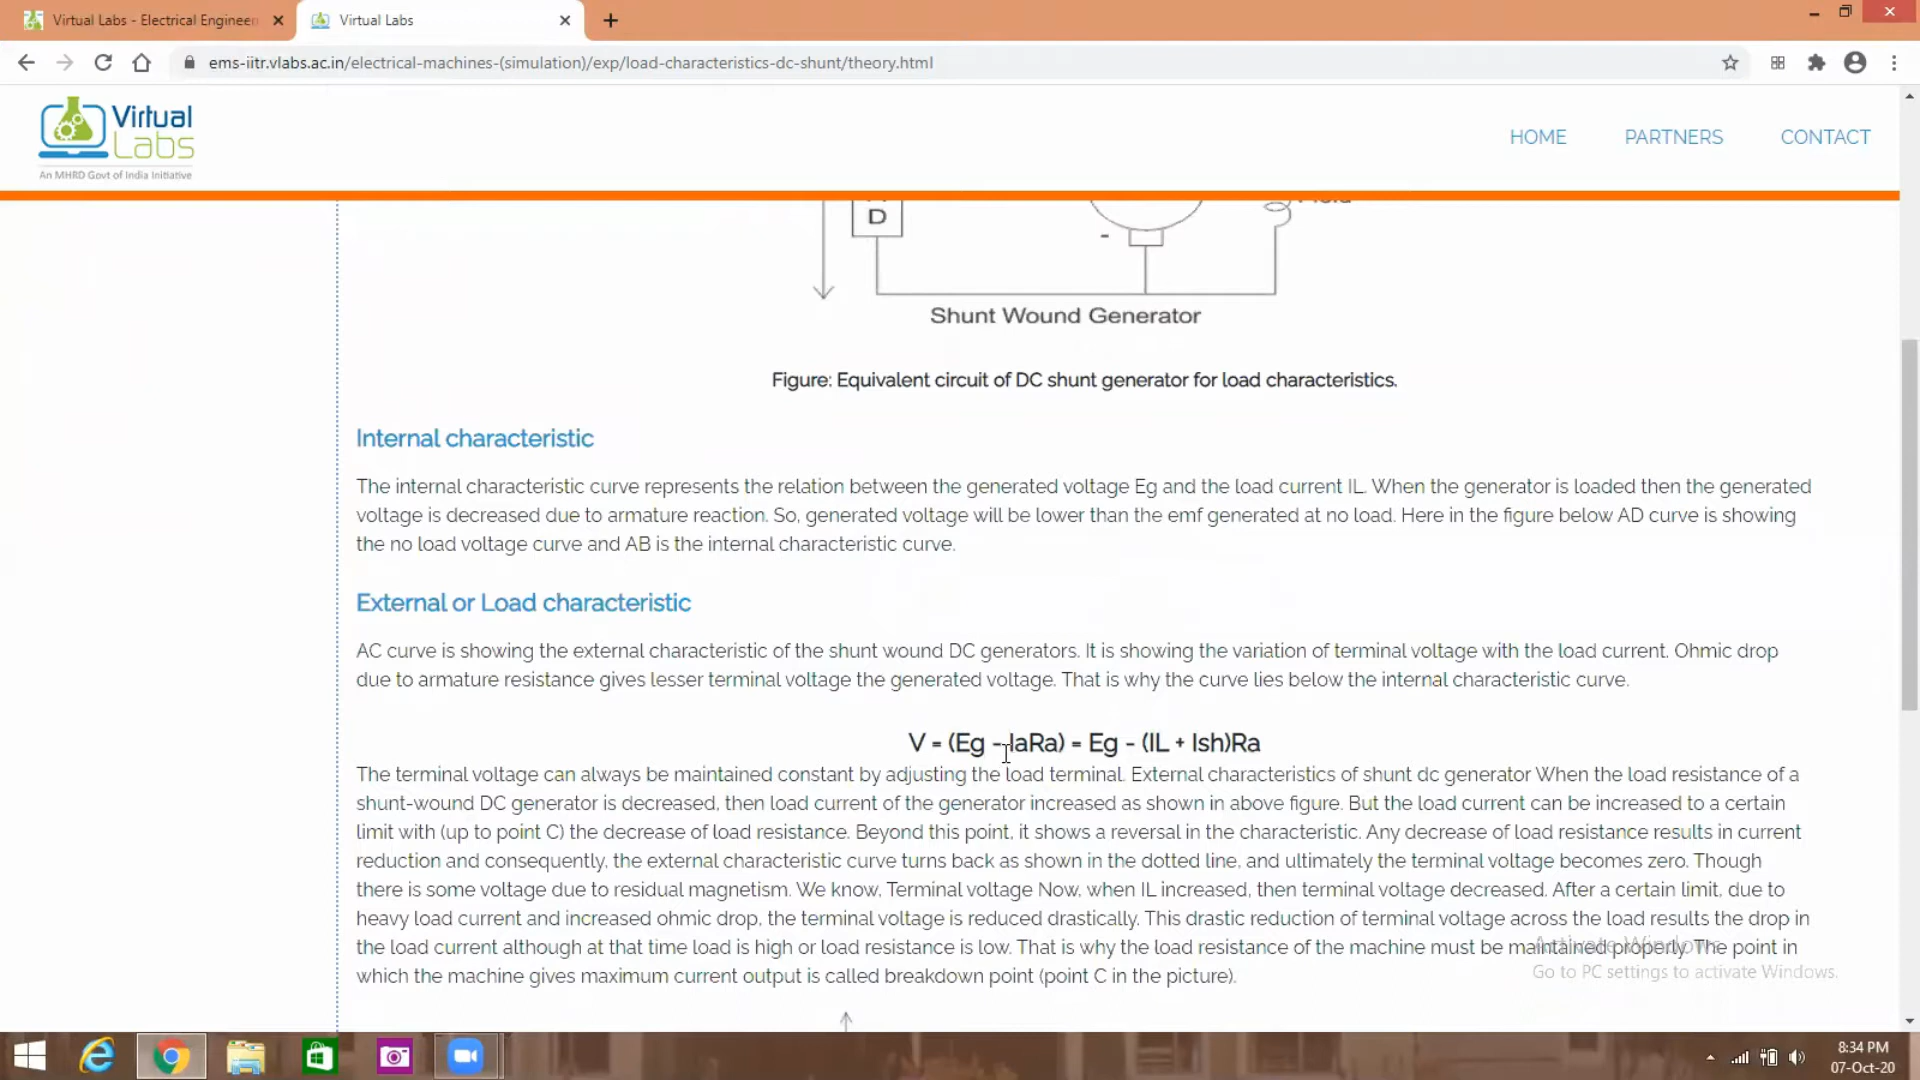 Virtual Labs - Electrical Engineer
Virtual Labs
ems-iitr.vlabs.ac.in/electrical-machines-(simulation)/exp/load-characteristics-dc-shunt/theory.html
Virtual
Labs
An MHRD Govt of India Initiative
HOME
PARTNERS
CONTACT
D
-
Shunt Wound Generator
Figure: Equivalent circuit of DC shunt generator for load characteristics.
Internal characteristic
The internal characteristic curve represents the relation between the generated voltage Eg and the load current IL. When the generator is loaded then the generated
voltage is decreased due to armature reaction. So, generated voltage will be lower than the emf generated at no load. Here in the figure below AD curve is showing
the no load voltage curve and AB is the internal characteristic curve.
External or Load characteristic
AC curve is showing the external characteristic of the shunt wound DC generators. It is showing the variation of terminal voltage with the load current. Ohmic drop
due to armature resistance gives lesser terminal voltage the generated voltage. That is why the curve lies below the internal characteristic curve.
V = (Eg - IaRa) = Eg - (IL + Ish)Ra
The terminal voltage can always be maintained constant by adjusting the load terminal. External characteristics of shunt dc generator When the load resistance of a
shunt-wound DC generator is decreased, then load current of the generator increased as shown in above figure. But the load current can be increased to a certain
limit with (up to point C) the decrease of load resistance. Beyond this point, it shows a reversal in the characteristic. Any decrease of load resistance results in current
reduction and consequently, the external characteristic curve turns back as shown in the dotted line, and ultimately the terminal voltage becomes zero. Though
there is some voltage due to residual magnetism. We know, Terminal voltage Now, when IL increased, then terminal voltage decreased. After a certain limit, due to
heavy load current and increased ohmic drop, the terminal voltage is reduced drastically. This drastic reduction of terminal voltage across the load results the drop in
the load current although at that time load is high or load resistance is low. That is why the load resistance of the machine must be maintained properly. The point in
which the machine gives maximum current output is called breakdown point (point C in the picture).
Activate Windows
Go to PC settings to activate Windows.
8:34 PM
07-Oct-20